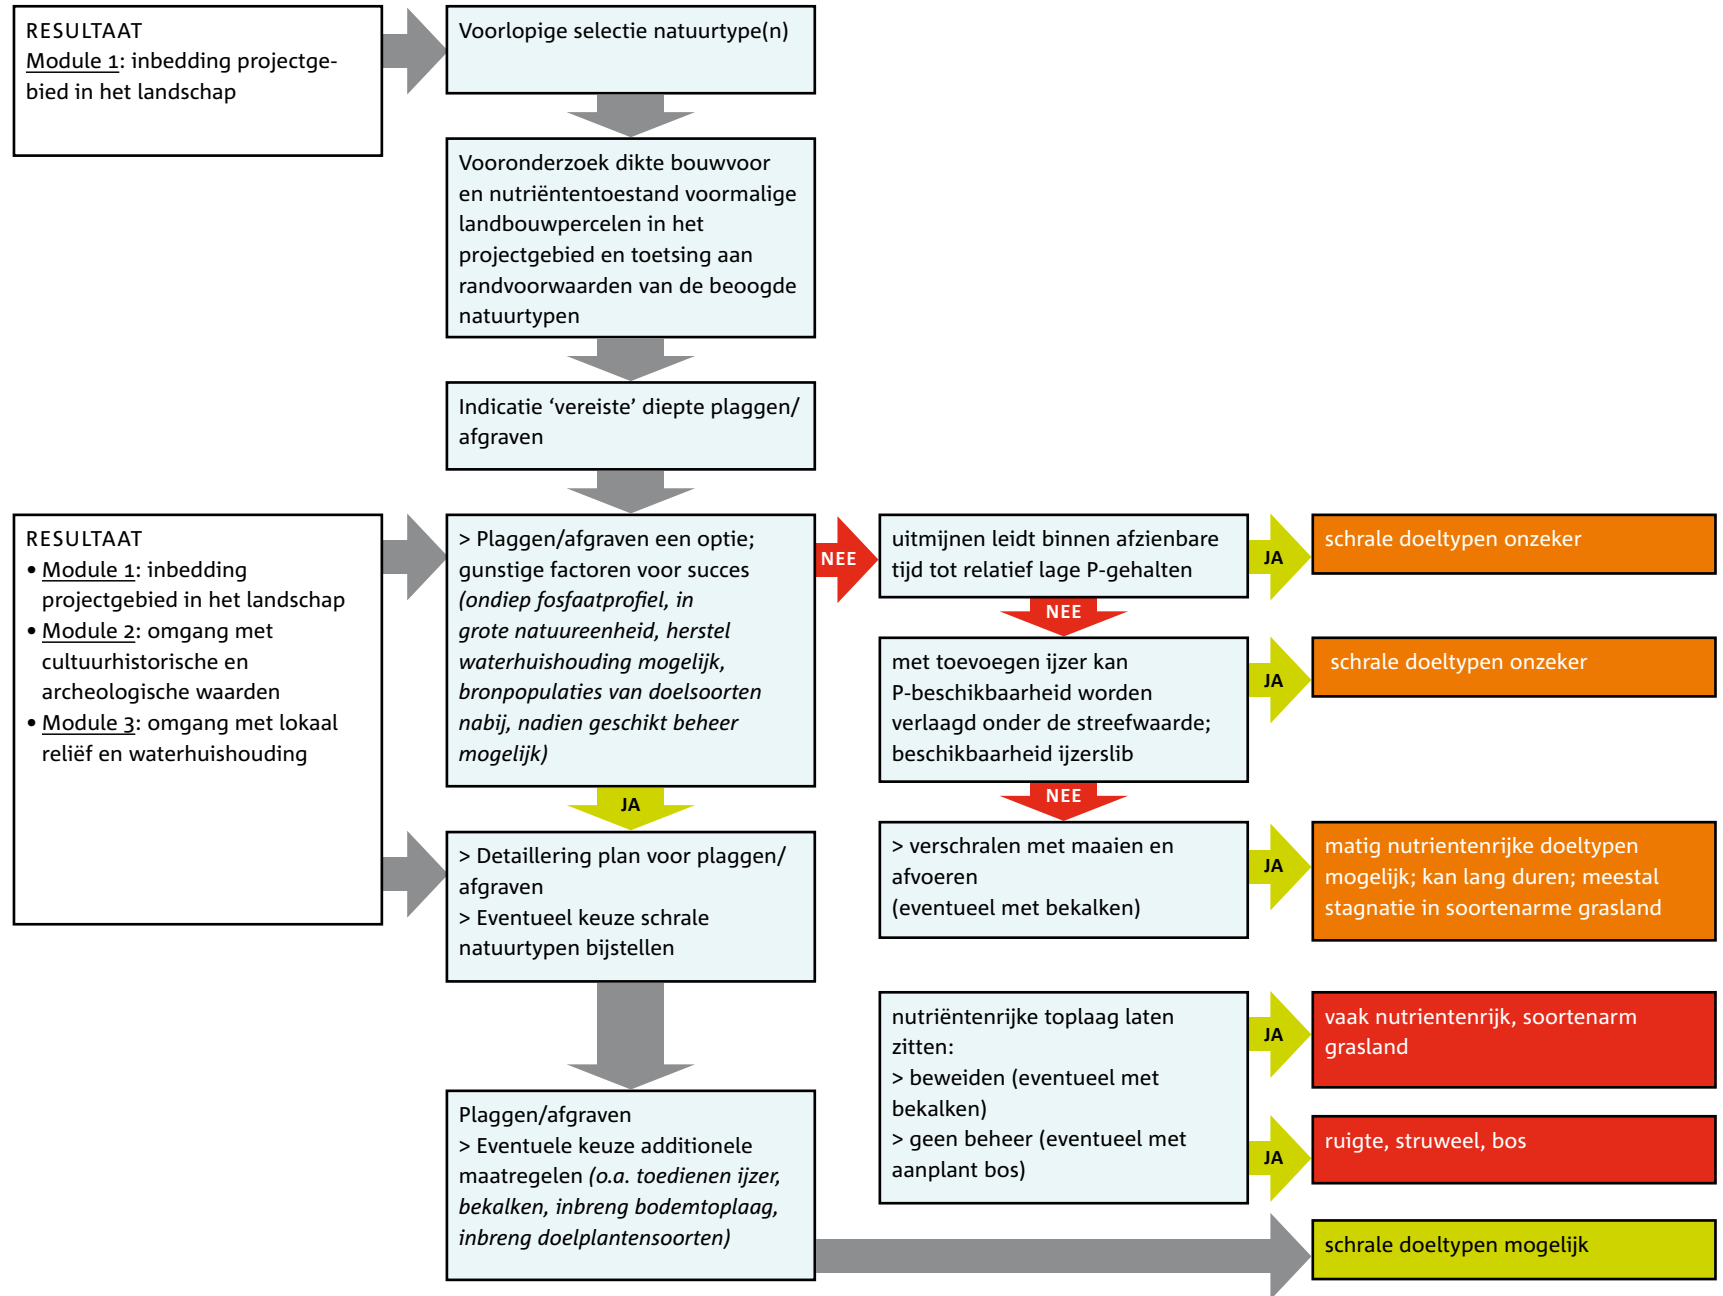 RESULTAAT
Module 1: inbedding projectge-
bied in het landschap
Voorlopige selectie natuurtype(n)
Vooronderzoek dikte bouwvoor
en nutriëntentoestand voormalige
landbouwpercelen in het
projectgebied en toetsing aan
randvoorwaarden van de beoogde
natuurtypen
Indicatie ‘vereiste’ diepte plaggen/
afgraven
RESULTAAT
• Module 1: inbedding
projectgebied in het landschap
• Module 2: omgang met
cultuurhistorische en
archeologische waarden
• Module 3: omgang met lokaal
reliëf en waterhuishouding
> Plaggen/afgraven een optie;
gunstige factoren voor succes
(ondiep fosfaatprofiel, in
grote natuureenheid, herstel
waterhuishouding mogelijk,
bronpopulaties van doelsoorten
nabij, nadien geschikt beheer
mogelijk)
NEE
uitmijnen leidt binnen afzienbare
tijd tot relatief lage P-gehalten
JA
schrale doeltypen onzeker
NEE
met toevoegen ijzer kan
P-beschikbaarheid worden
verlaagd onder de streefwaarde;
beschikbaarheid ijzerslib
JA
schrale doeltypen onzeker
NEE
> verschralen met maaien en
afvoeren
(eventueel met bekalken)
JA
matig nutrientenrijke doeltypen
mogelijk; kan lang duren; meestal
stagnatie in soortenarme grasland
JA
> Detaillering plan voor plaggen/
afgraven
> Eventueel keuze schrale
natuurtypen bijstellen
nutriëntenrijke toplaag laten
zitten:
> beweiden (eventueel met
bekalken)
> geen beheer (eventueel met
aanplant bos)
JA
vaak nutrientenrijk, soortenarm
grasland
JA
ruigte, struweel, bos
Plaggen/afgraven
> Eventuele keuze additionele
maatregelen (o.a. toedienen ijzer,
bekalken, inbreng bodemtoplaag,
inbreng doelplantensoorten)
schrale doeltypen mogelijk